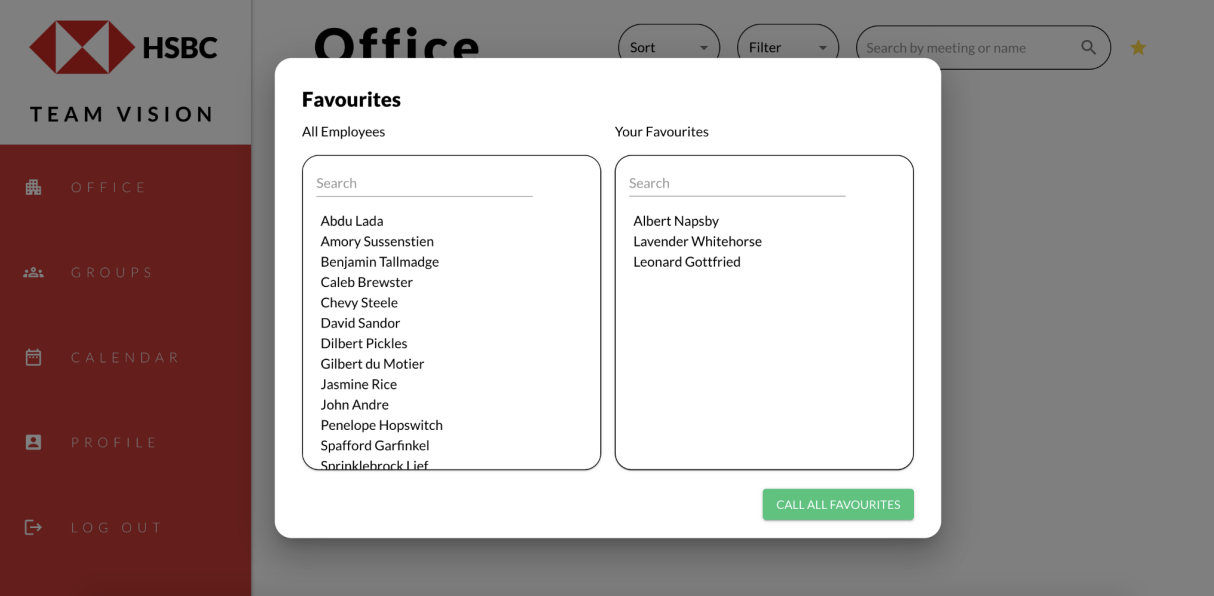 HSBC
TEAM VISION
OFFICE
GROUPS
CALENDAR
PROFILE
LOG OUT
Office
Sort
Filter
Search by meeting or name
Favourites
All Employees
Search
Abdu Lada
Amory Sussenstien
Benjamin Tallmadge
Caleb Brewster
Chevy Steele
David Sandor
Dilbert Pickles
Gilbert du Motier
Jasmine Rice
John Andre
Penelope Hopswitch
Spafford Garfinkel
Sprinklebrock Lief
Your Favourites
Search
Albert Napsby
Lavender Whitehorse
Leonard Gottfried
CALL ALL FAVOURITES